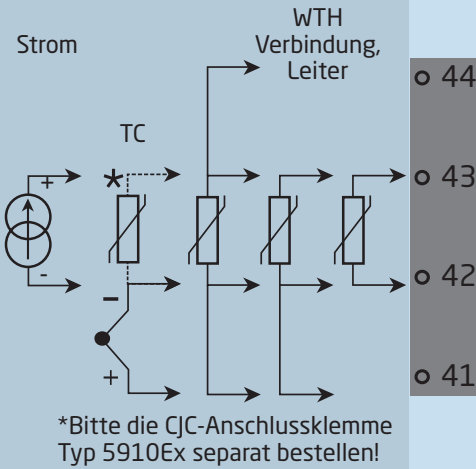 WTH
Strom
Verbindung,
Leiter
44
TC
*
43
+
-
42
–
+
41
*Bitte die CJC-Anschlussklemme
Typ 5910Ex separat bestellen!